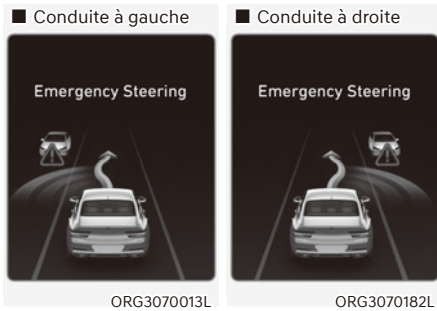 ■ Conduite à gauche
Emergency Steering
ORG3070013L
■ Conduite à droite
Emergency Steering
ORG3070182L